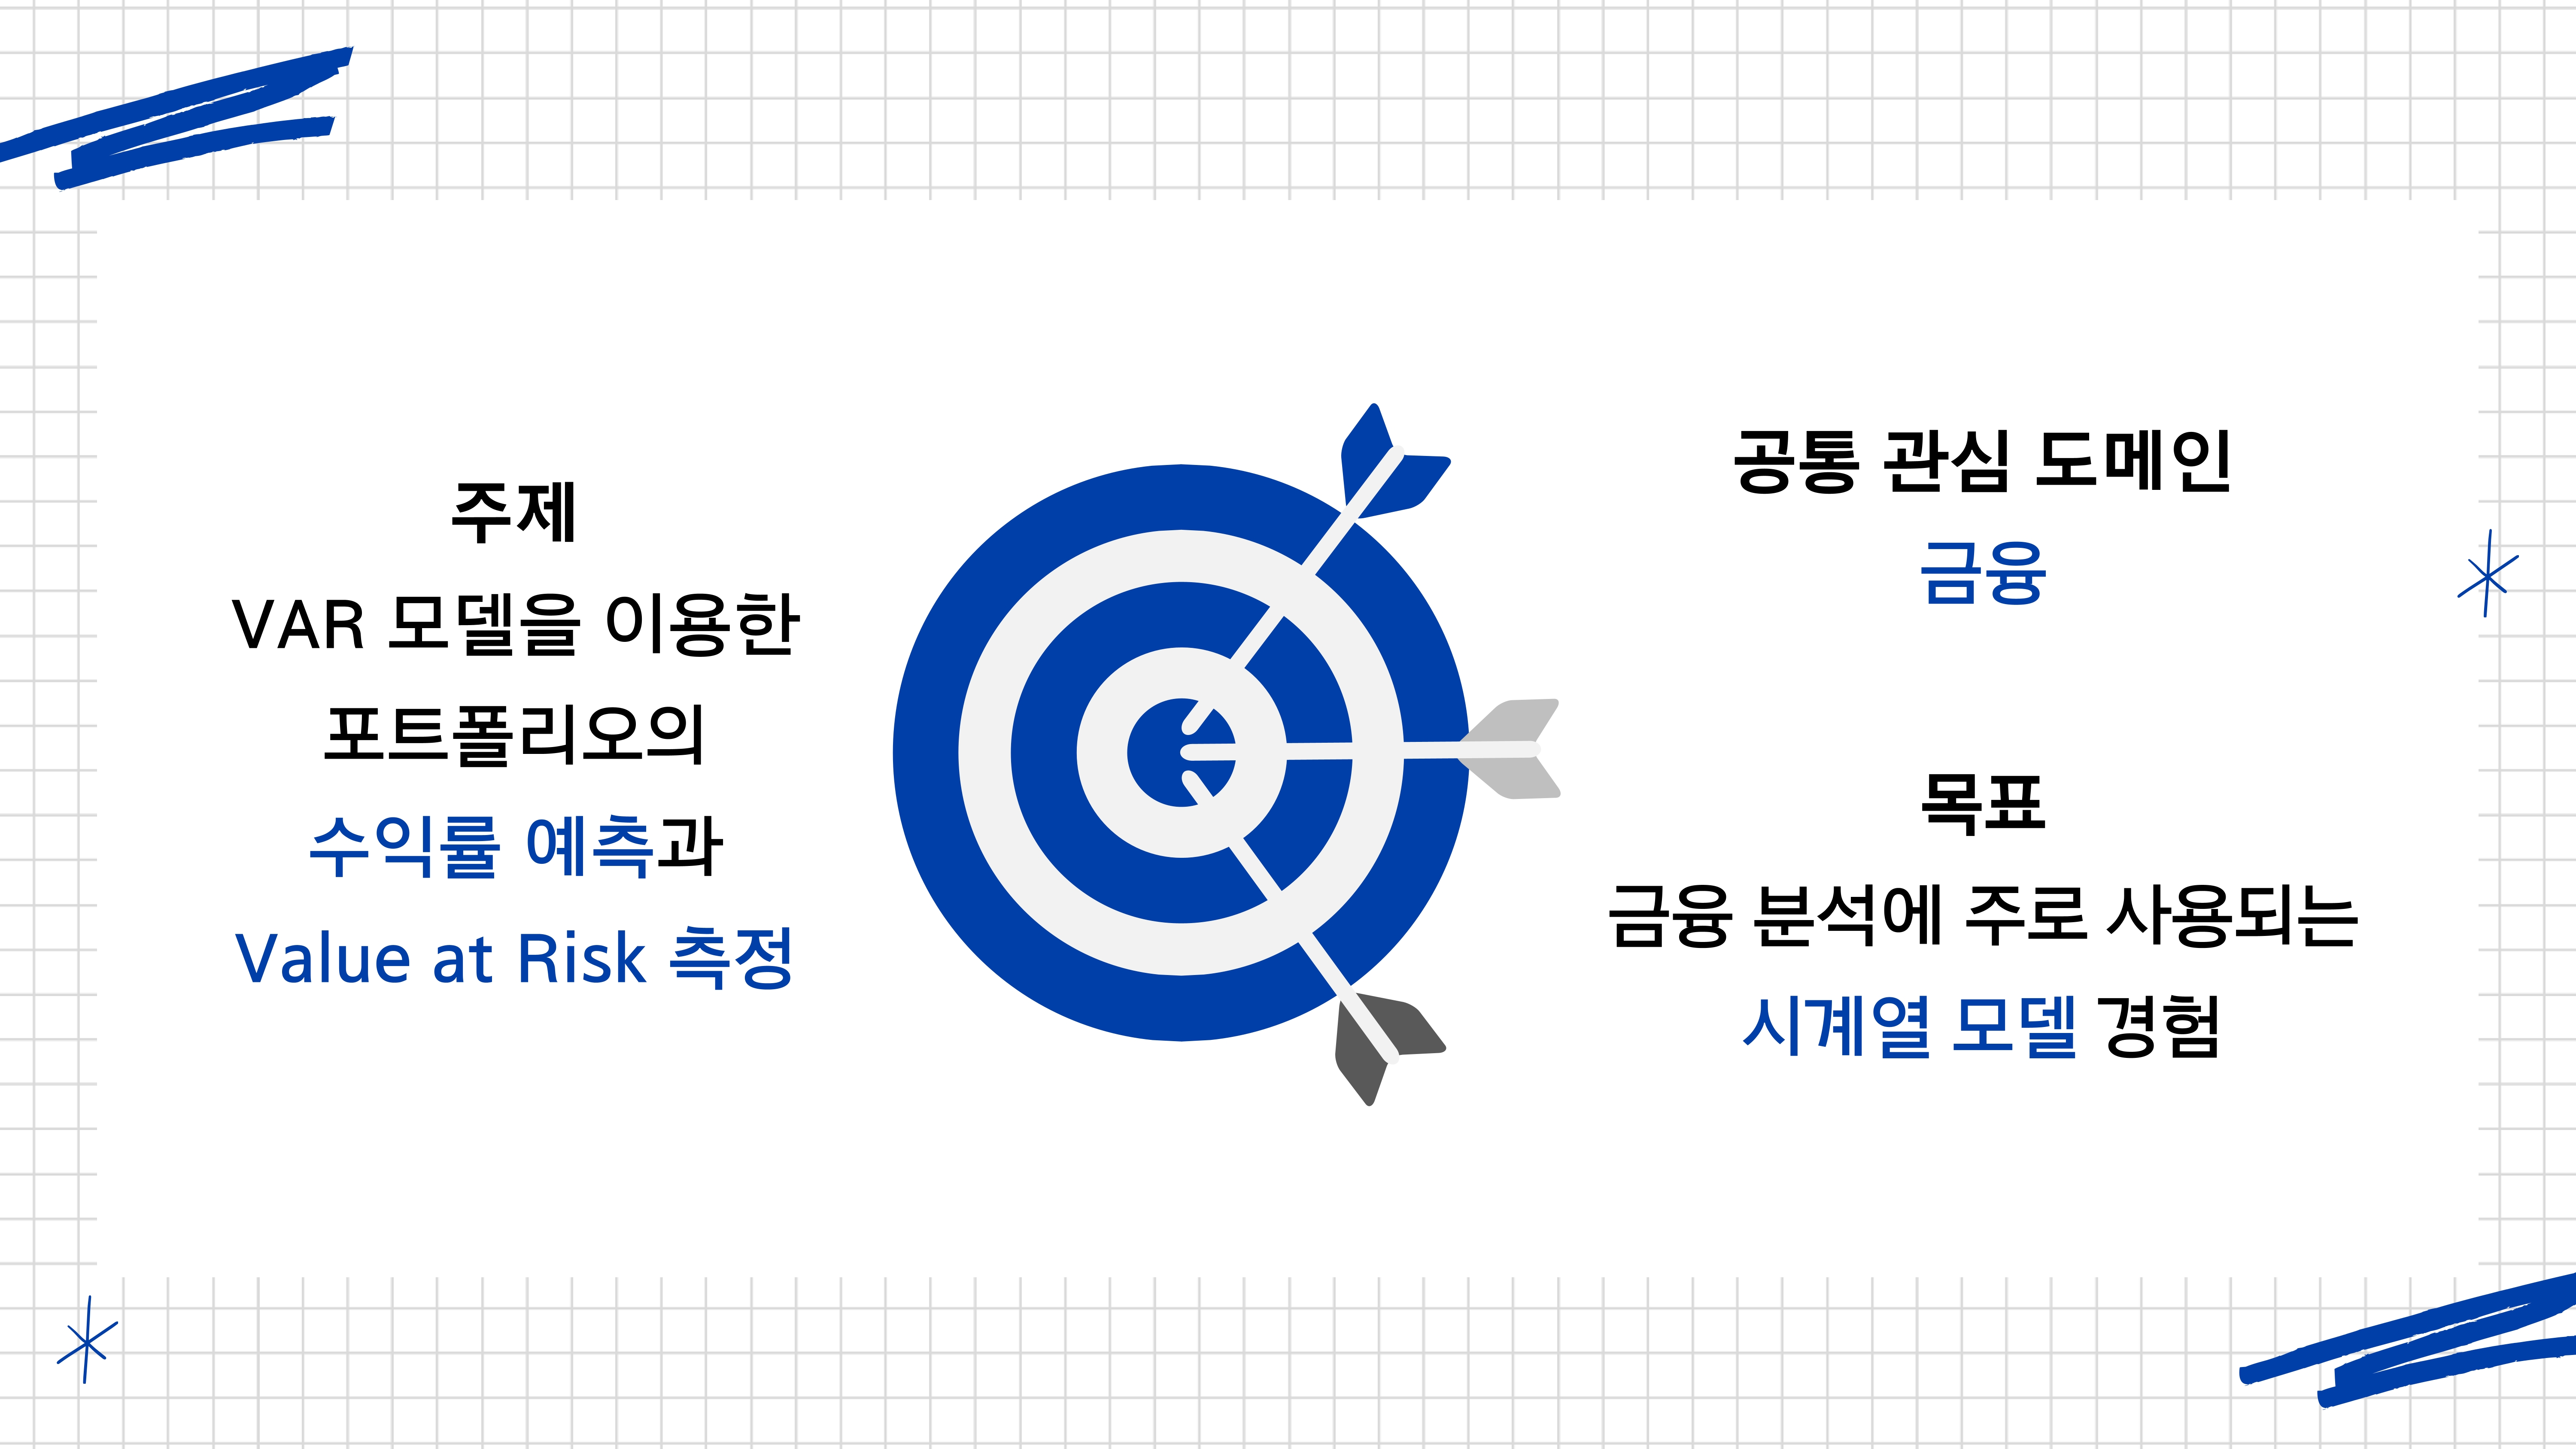 주제
VAR 모델을 이용한
포트폴리오의
수익률 예측과
Value at Risk 측정
공통 관심 도메인
금융
목표
금융 분석에 주로 사용되는
시계열 모델 경험